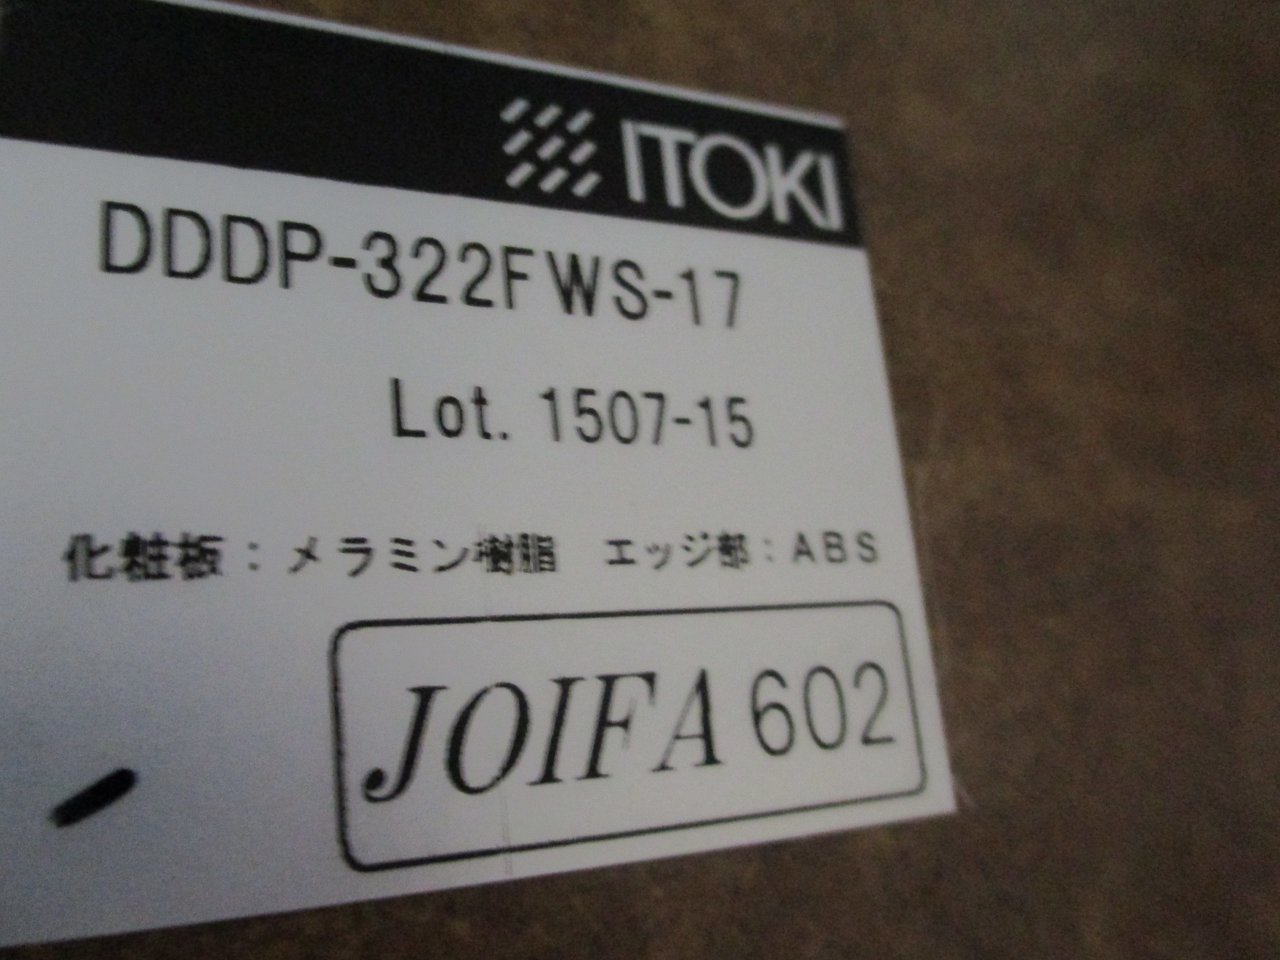 ITOKI
DDDP-322FWS-17
Lot. 1507-15
化粧板：メラミン樹脂　エッジ部：ABS
JOIFA 602